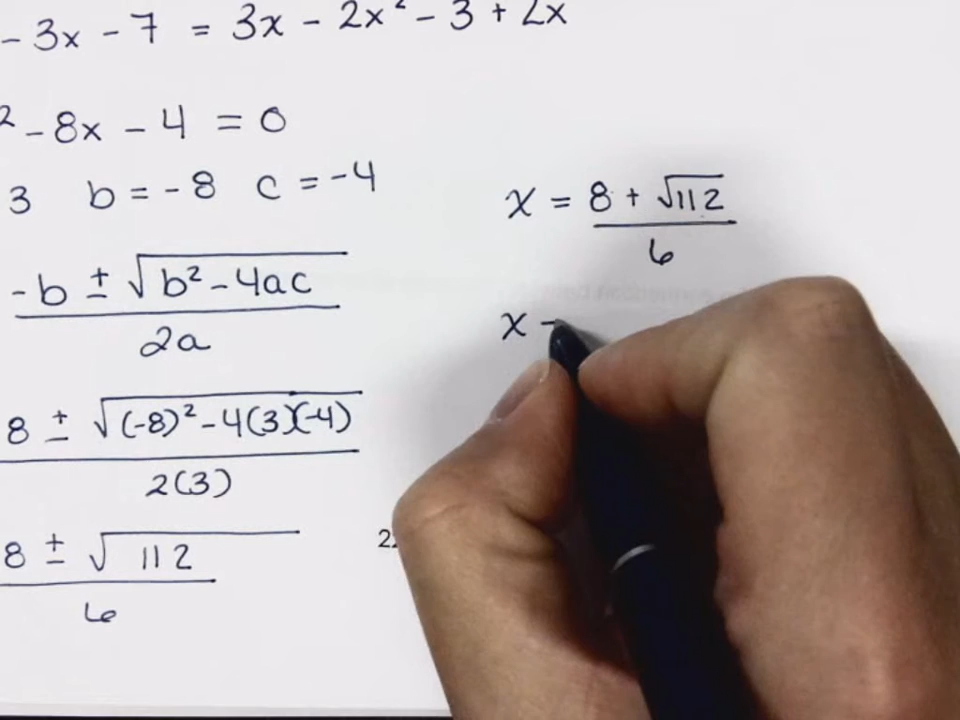 - 3x - 7 = 3x - 2x² - 3 + 2x
² - 8x - 4 = 0
3 b = -8 c = -4
-b ± √b² - 4ac
2a
8 ± √(-8)² - 4(3)(-4)
2(3)
8 ± √112
6
x = 8 + √112
6
x -
2.